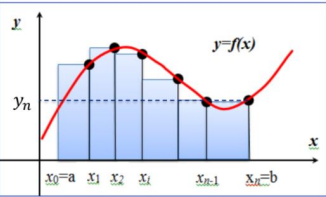 y
y=f(x)
yₙ
x
x₀=a x₁ x₂ xᵢ xₙ₋₁ xₙ=b